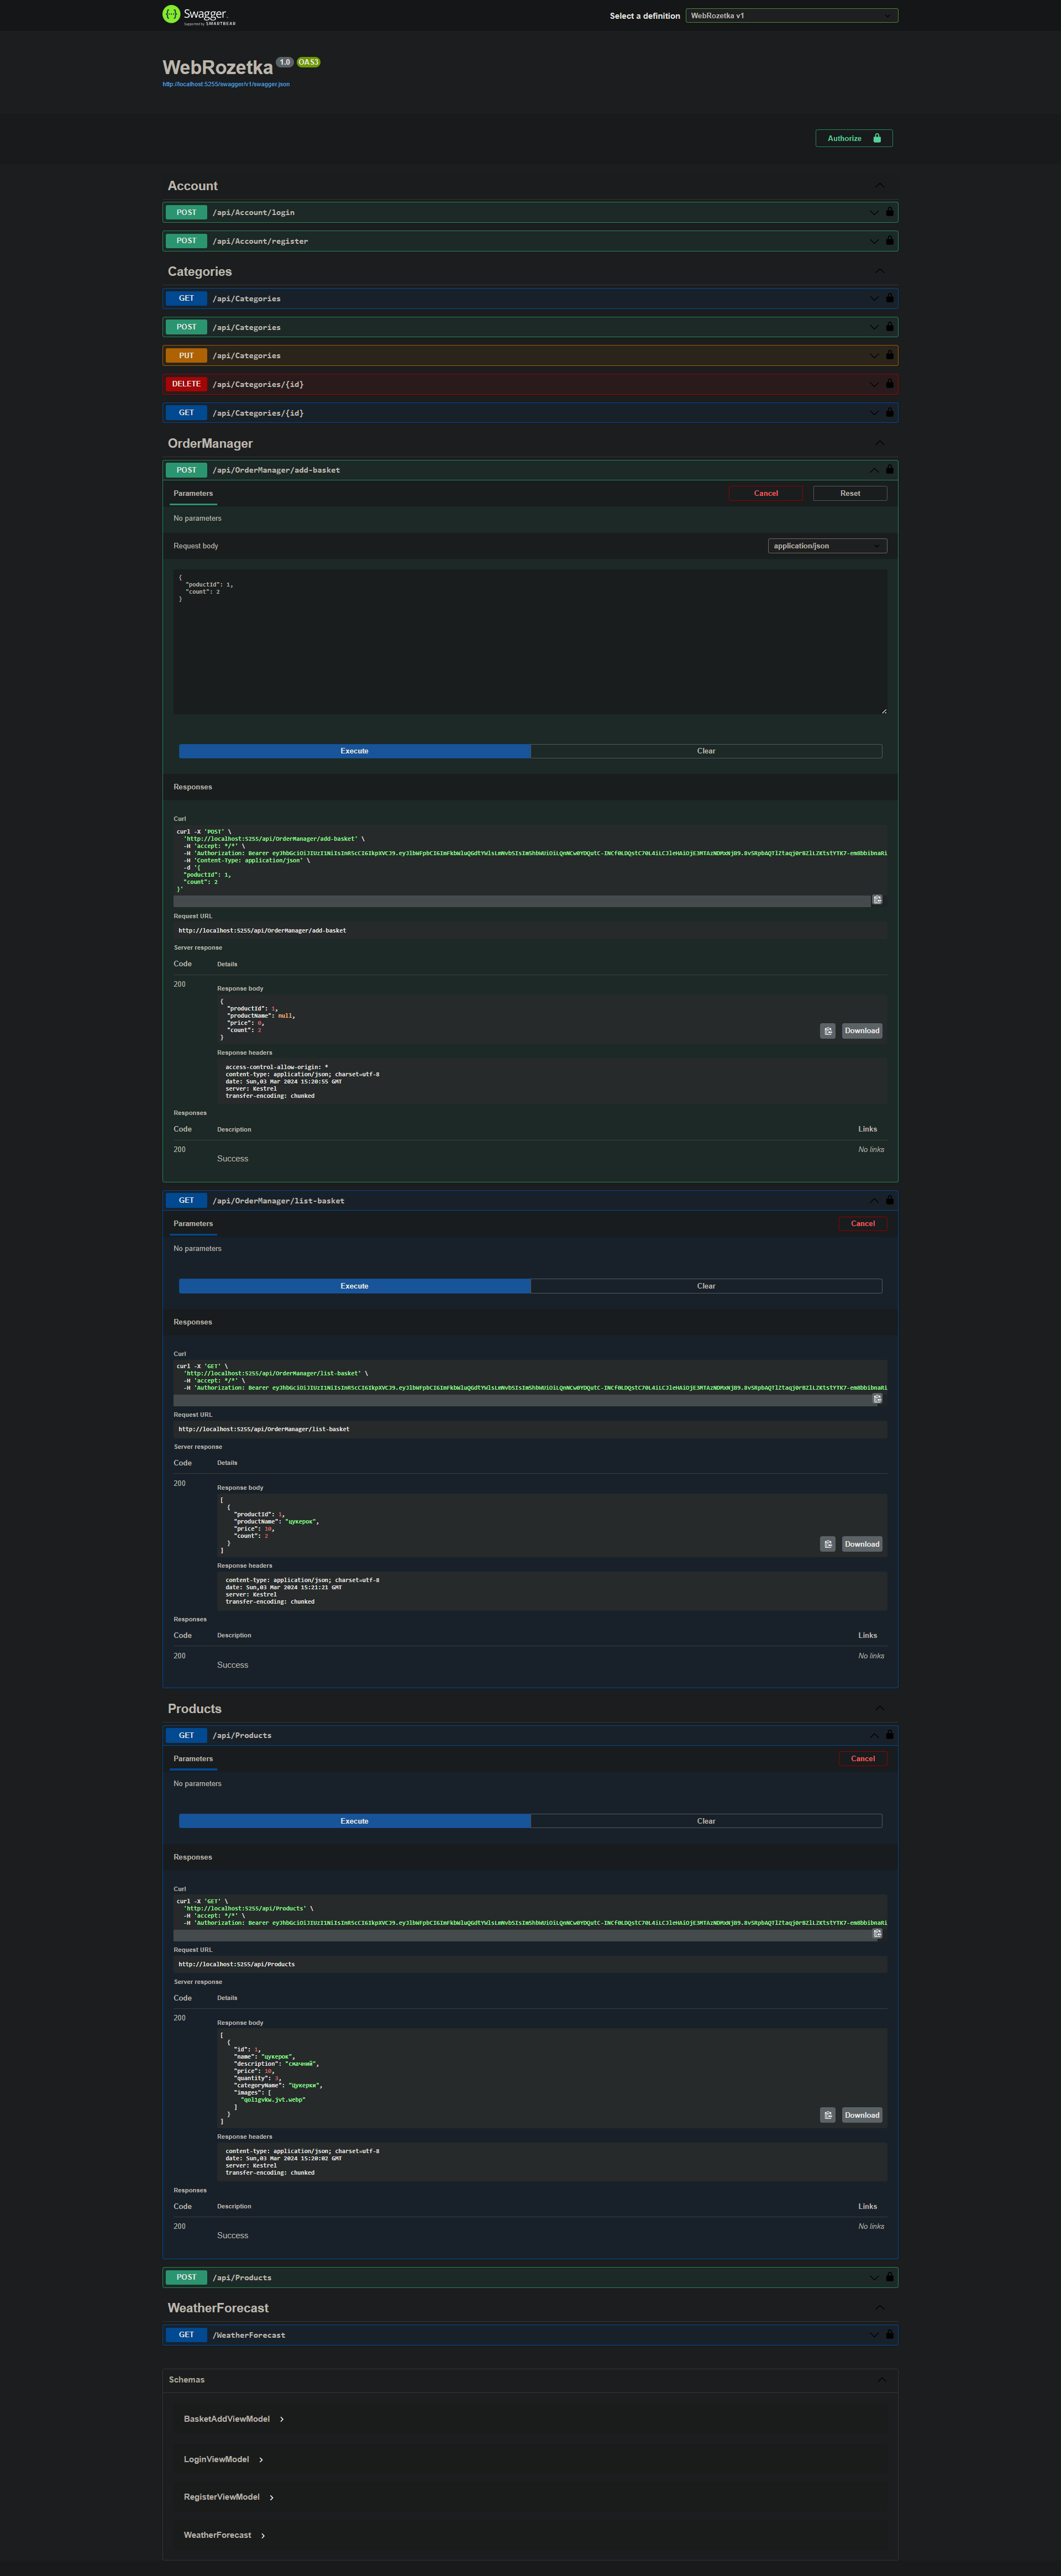 Swagger.
Supported by SMARTBEAR
Select a definition
WebRozetka v1
WebRozetka 1.0 OAS3
http://localhost:5255/swagger/v1/swagger.json
Authorize
Account
POST /api/Account/login
POST /api/Account/register
Categories
GET /api/Categories
POST /api/Categories
PUT /api/Categories
DELETE /api/Categories/{id}
GET /api/Categories/{id}
OrderManager
POST /api/OrderManager/add-basket
Parameters
Cancel
Reset
No parameters
Request body
application/json
{
"poductId": 1,
"count": 2
}
Execute
Clear
Responses
Curl
curl -X 'POST' \
'http://localhost:5255/api/OrderManager/add-basket' \
-H 'accept: */*' \
-H 'Authorization: Bearer
-H 'Content-Type: application/json' \
-d '{
"poductId": 1,
"count": 2
}'
Request URL
http://localhost:5255/api/OrderManager/add-basket
Server response
Code Details
200
Response body
{
"productId": 1,
"productName": null,
"price": 0,
"count": 2
}
Download
Response headers
access-control-allow-origin: *
content-type: application/json; charset=utf-8
date: Sun,03 Mar 2024 15:20:55 GMT
server: Kestrel
transfer-encoding: chunked
Responses
Code Description Links
200 No links
Success
GET /api/OrderManager/list-basket
Parameters
Cancel
No parameters
Execute
Clear
Responses
Curl
curl -X 'GET' \
'http://localhost:5255/api/OrderManager/list-basket' \
-H 'accept: */*' \
-H 'Authorization: Bearer
Request URL
http://localhost:5255/api/OrderManager/list-basket
Server response
Code Details
200
Response body
[
{
"productId": 1,
"productName": "цукерок",
"price": 10,
"count": 2
}
]
Download
Response headers
content-type: application/json; charset=utf-8
date: Sun,03 Mar 2024 15:21:21 GMT
server: Kestrel
transfer-encoding: chunked
Responses
Code Description Links
200 No links
Success
Products
GET /api/Products
Parameters
Cancel
No parameters
Execute
Clear
Responses
Curl
curl -X 'GET' \
'http://localhost:5255/api/Products' \
-H 'accept: */*' \
-H 'Authorization: Bearer
Request URL
http://localhost:5255/api/Products
Server response
Code Details
200
Response body
[
{
"id": 1,
"name": "цукерок",
"description": "смачний",
"price": 10,
"quantity": 3,
"categoryName": "Цукерки",
"images": [
"qol1gvkw.jvt.webp"
]
}
]
Download
Response headers
content-type: application/json; charset=utf-8
date: Sun,03 Mar 2024 15:20:02 GMT
server: Kestrel
transfer-encoding: chunked
Responses
Code Description Links
200 No links
Success
POST /api/Products
WeatherForecast
GET /WeatherForecast
Schemas
BasketAddViewModel
LoginViewModel
RegisterViewModel
WeatherForecast